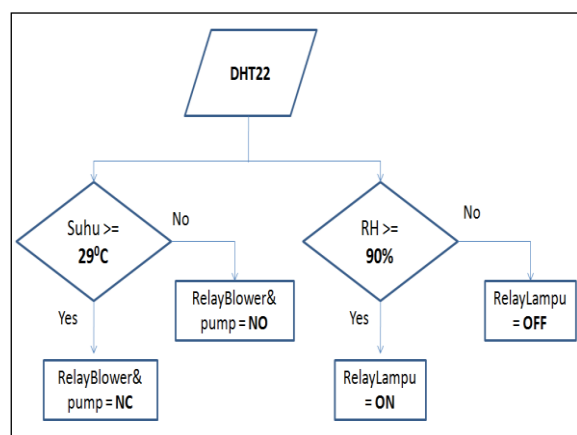 DHT22
Suhu >=
29⁰C
No
Yes
RelayBlower&
pump = NO
RelayBlower&
pump = NC
RH >=
90%
No
Yes
RelayLampu
= OFF
RelayLampu
= ON